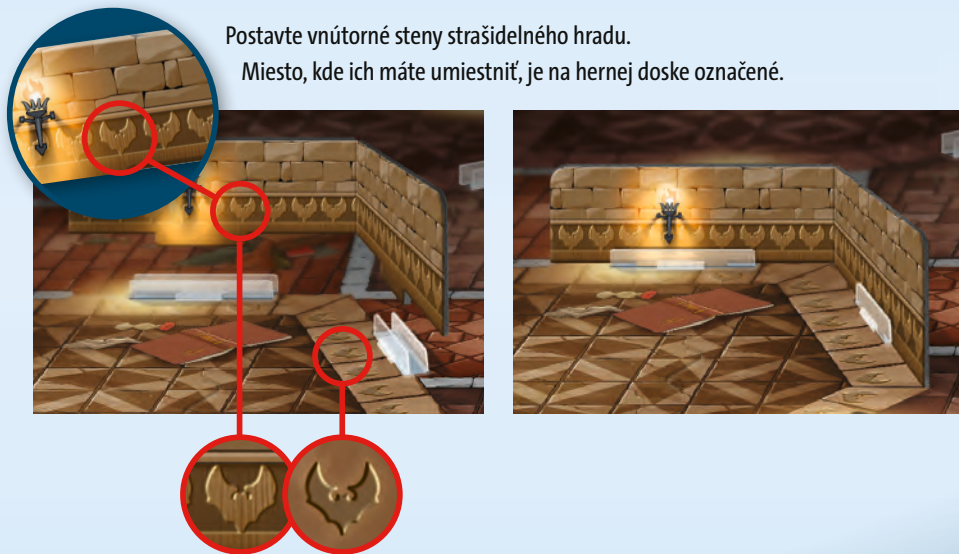 Postavte vnútorné steny strašidelného hradu.
Miesto, kde ich máte umiestniť, je na hernej doske označené.